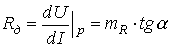 R_д = dU/dI |_p = m_R · tg α